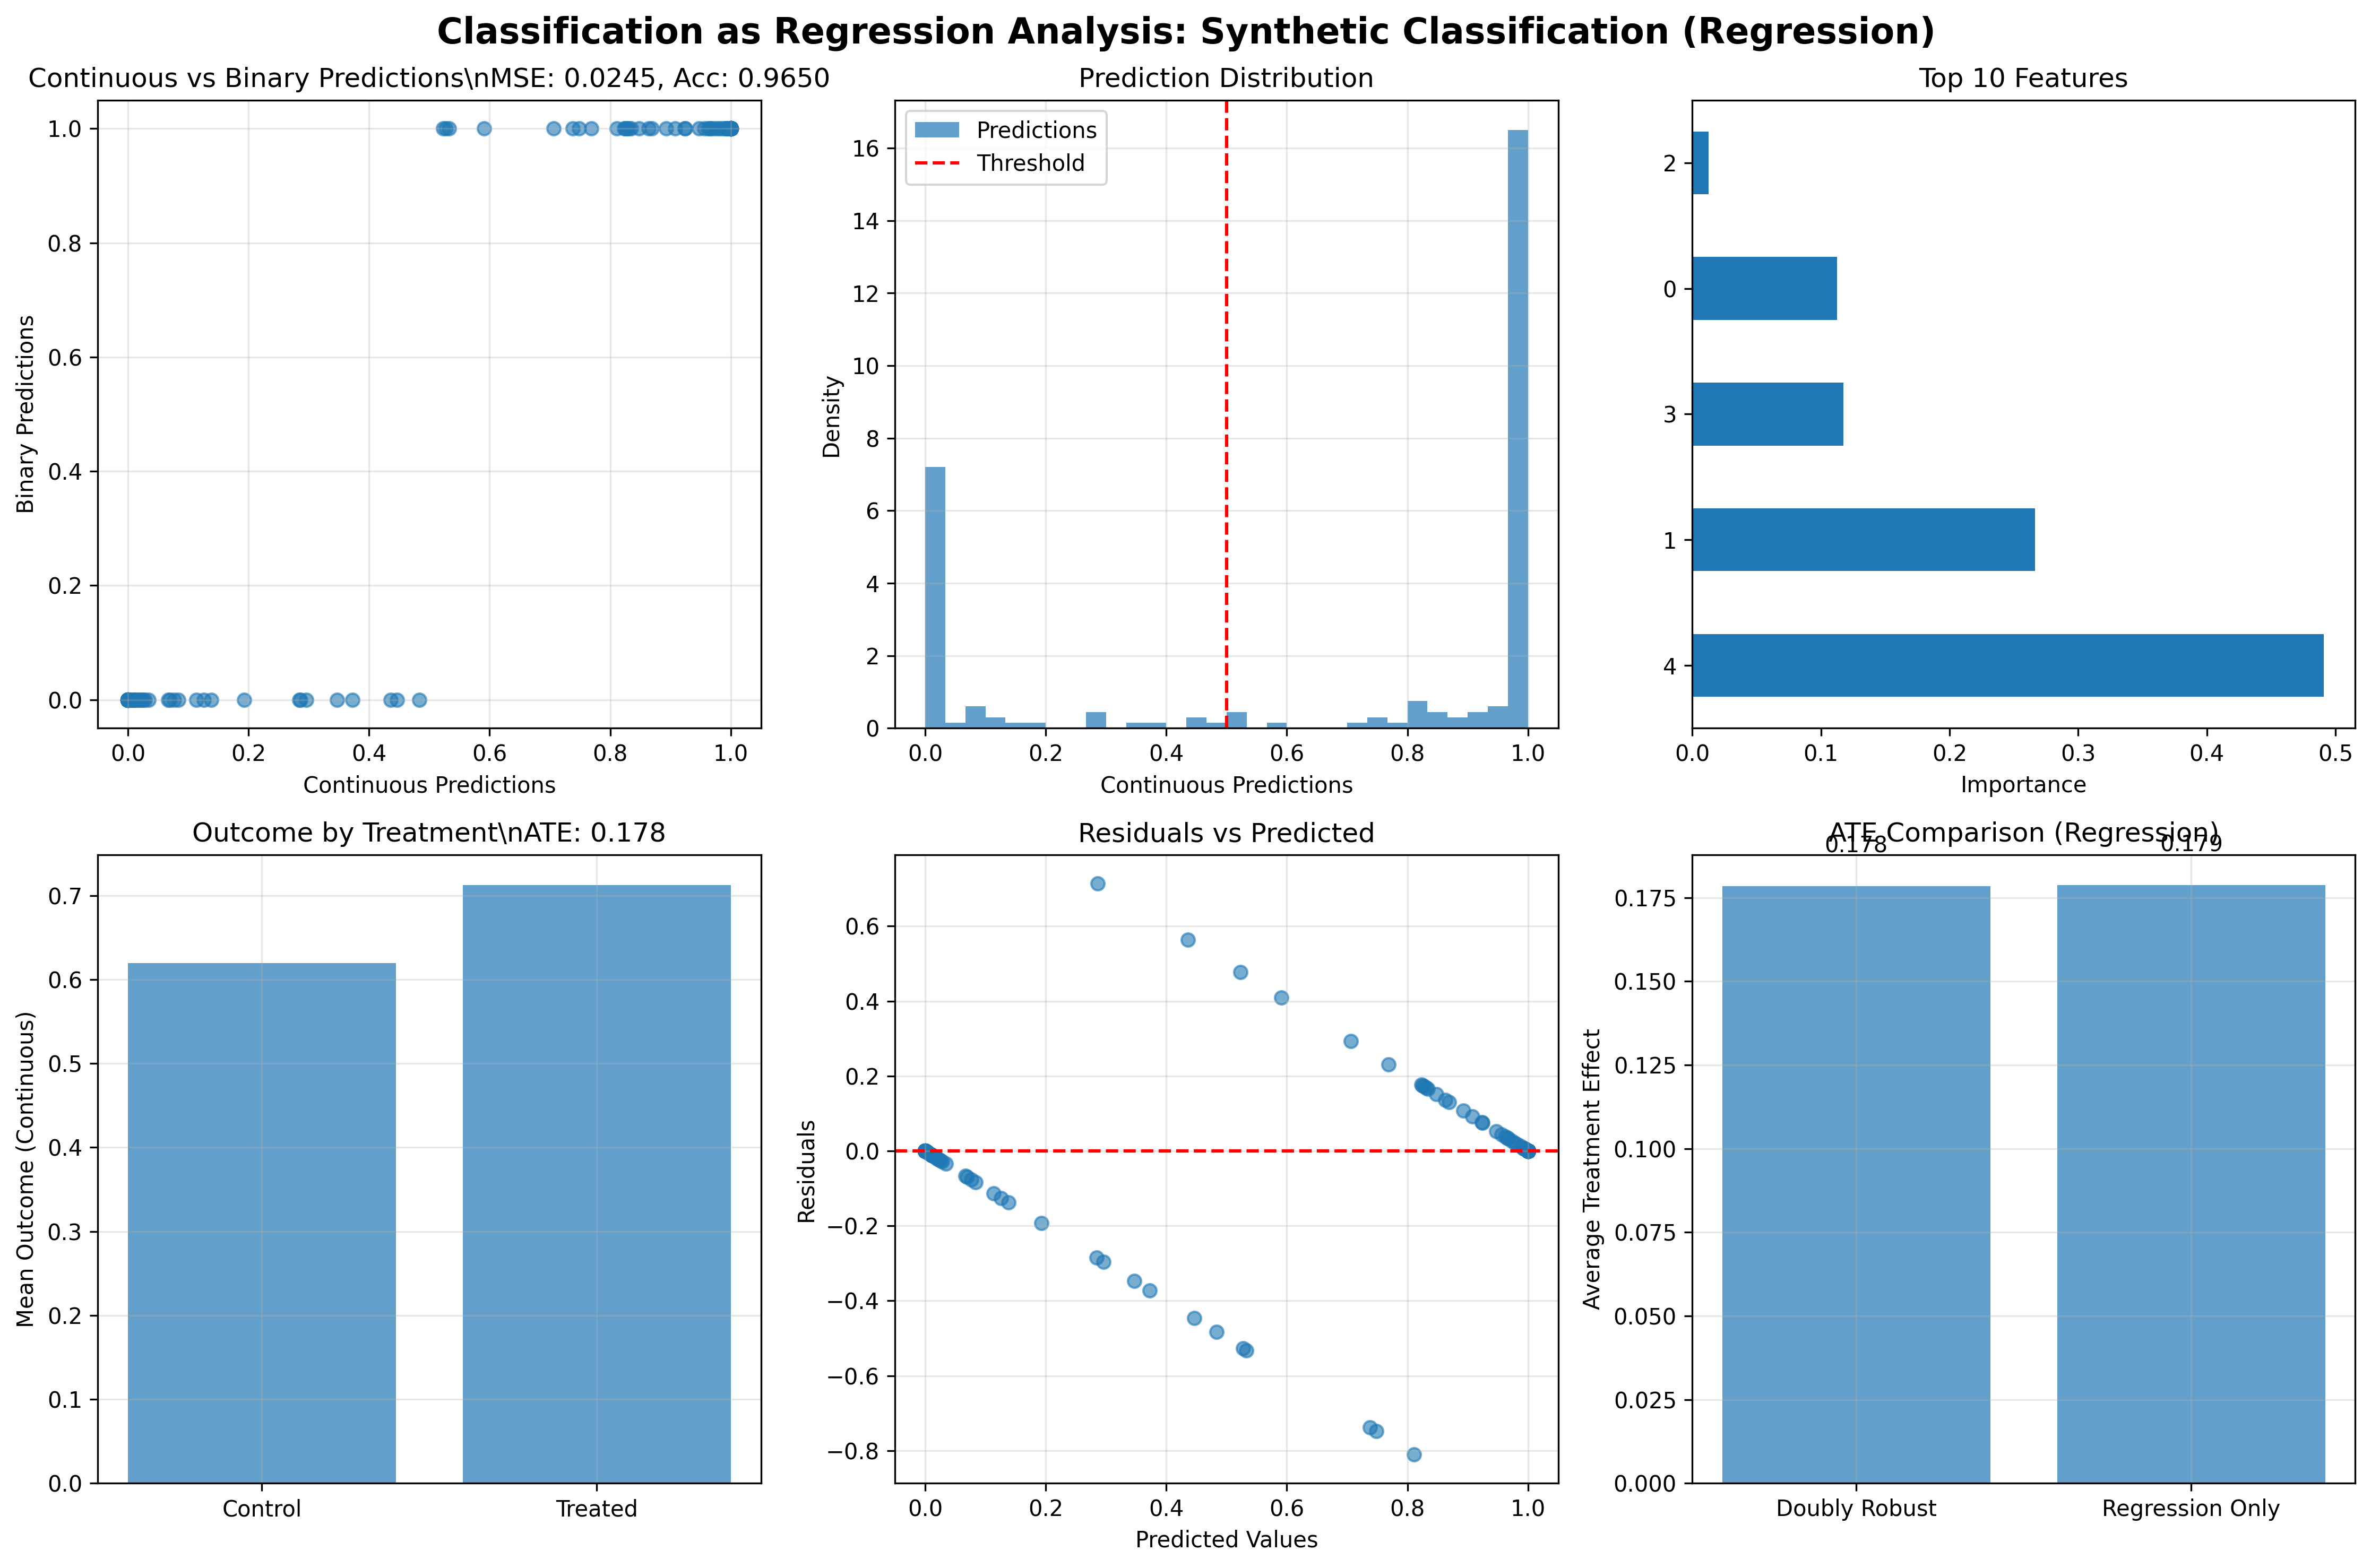 Classification as Regression Analysis: Synthetic Classification (Regression)
Continuous vs Binary Predictions\nMSE: 0.0245, Acc: 0.9650
1.0
0.8
0.6
0.4
0.2
0.0
Binary Predictions
0.0 0.2 0.4 0.6 0.8 1.0
Continuous Predictions
Prediction Distribution
Predictions
Threshold
16
14
12
10
8
6
4
2
0
Density
0.0 0.2 0.4 0.6 0.8 1.0
Continuous Predictions
Top 10 Features
2
0
3
1
4
0.0 0.1 0.2 0.3 0.4 0.5
Importance
Outcome by Treatment\nATE: 0.178
0.7
0.6
0.5
0.4
0.3
0.2
0.1
0.0
Mean Outcome (Continuous)
Control Treated
Residuals vs Predicted
0.6
0.4
0.2
0.0
−0.2
−0.4
−0.6
−0.8
Residuals
0.0 0.2 0.4 0.6 0.8 1.0
Predicted Values
ATE Comparison (Regression)
0.178 0.179
0.175
0.150
0.125
0.100
0.075
0.050
0.025
0.000
Average Treatment Effect
Doubly Robust Regression Only